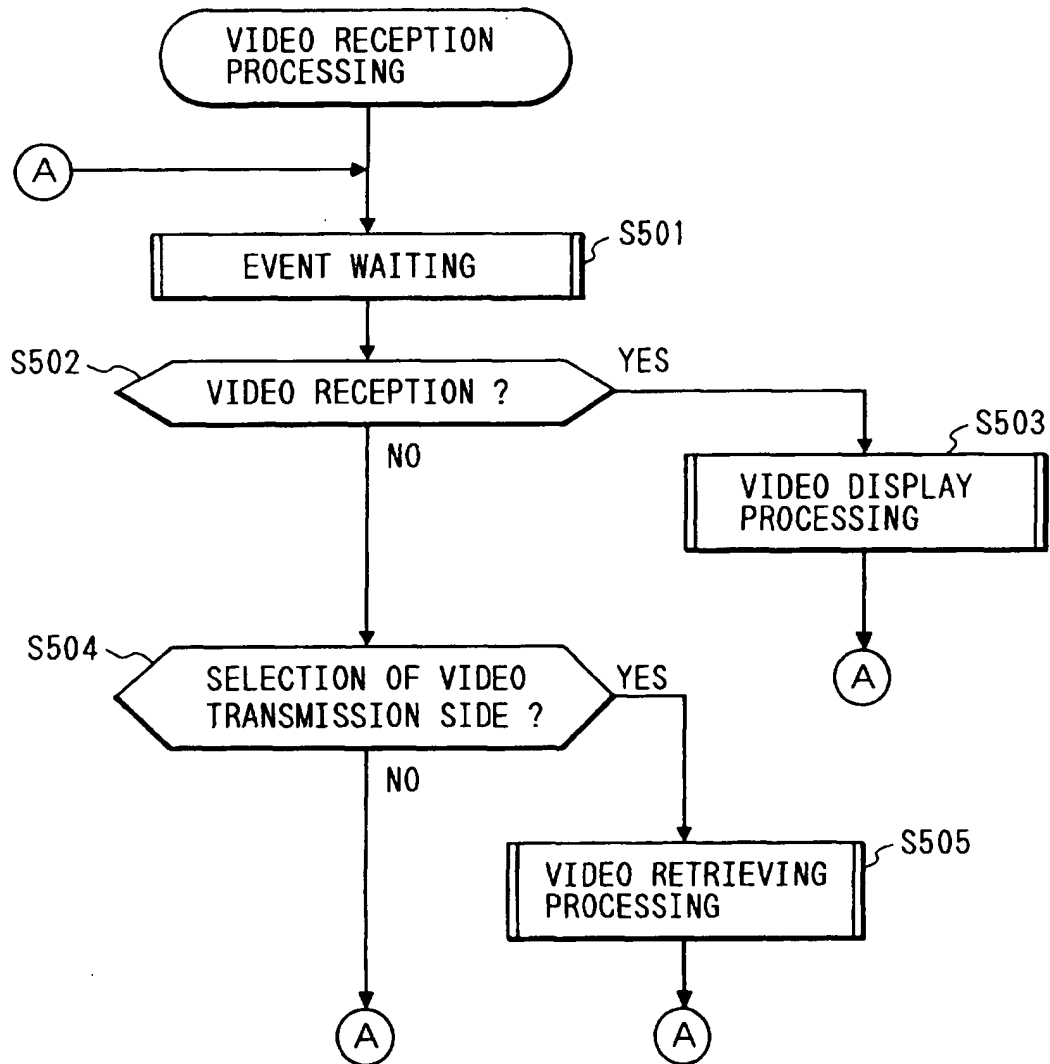 VIDEO RECEPTION
PROCESSING
A
S501
EVENT WAITING
S502
YES
VIDEO RECEPTION ?
NO
S503
VIDEO DISPLAY
PROCESSING
A
S504
YES
SELECTION OF VIDEO
TRANSMISSION SIDE ?
NO
S505
VIDEO RETRIEVING
PROCESSING
A
A